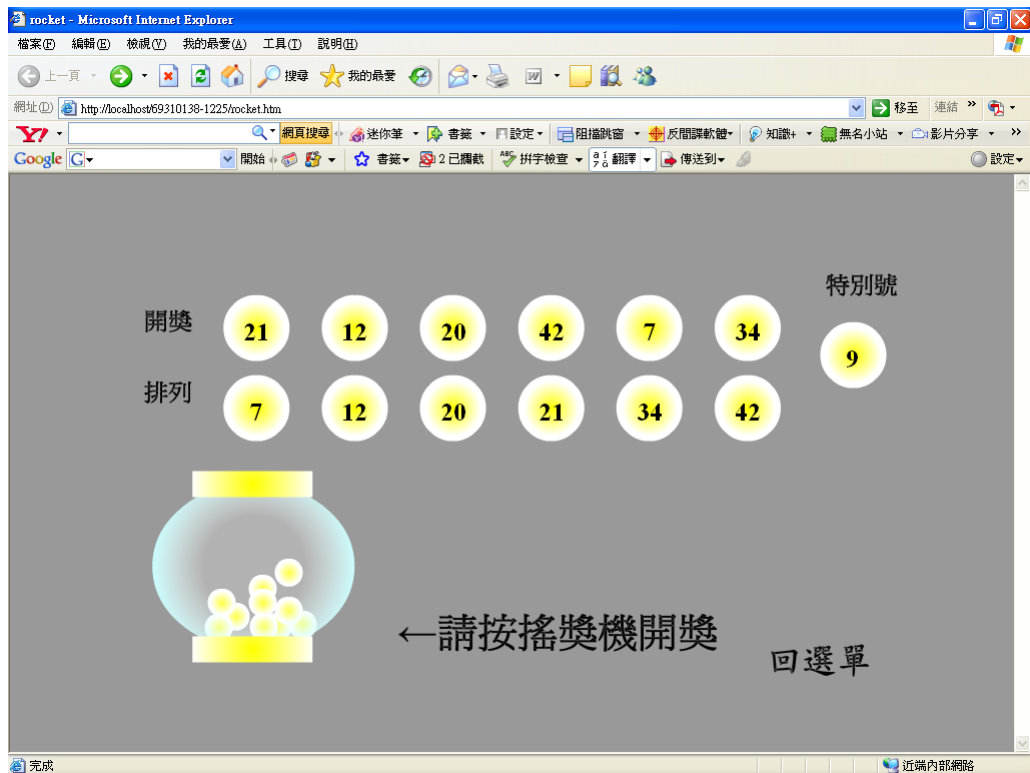 rocket - Microsoft Internet Explorer
檔案(F) 編輯(E) 檢視(V) 我的最愛(A) 工具(T) 說明(H)
上一頁 搜尋 我的最愛
網址(D) http://localhost/69310138-1225/rocket.htm 移至 連結 »
Y! 網頁搜尋 迷你筆 書籤 設定 阻擋跳窗 反間諜軟體 知識+ 無名小站 影片分享 »
Google G 開始 書籤 2 已攔截 ABC 拼字檢查 翻譯 傳送到 設定
特別號
開獎 21 12 20 42 7 34
9
排列 7 12 20 21 34 42
←請按搖獎機開獎
回選單
完成 近端內部網路